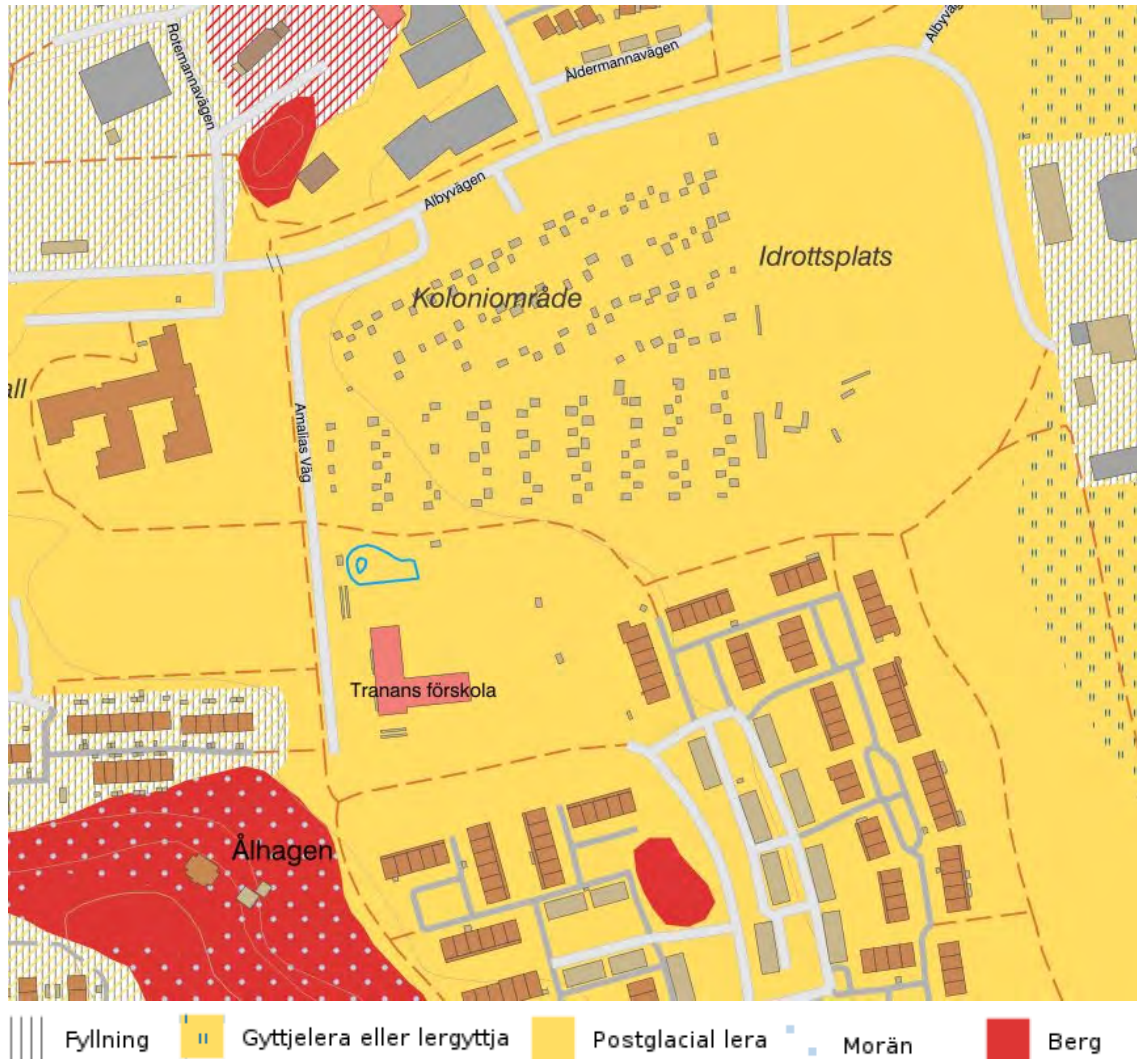 Albyvägen
Rotemannavägen
Åldermannavägen
Albyvägen
Idrottsplats
Koloniområde
all
Amalias Väg
Tranans förskola
Ålhagen
Fyllning
Gyttjelera eller lergyttja
Postglacial lera
Morän
Berg